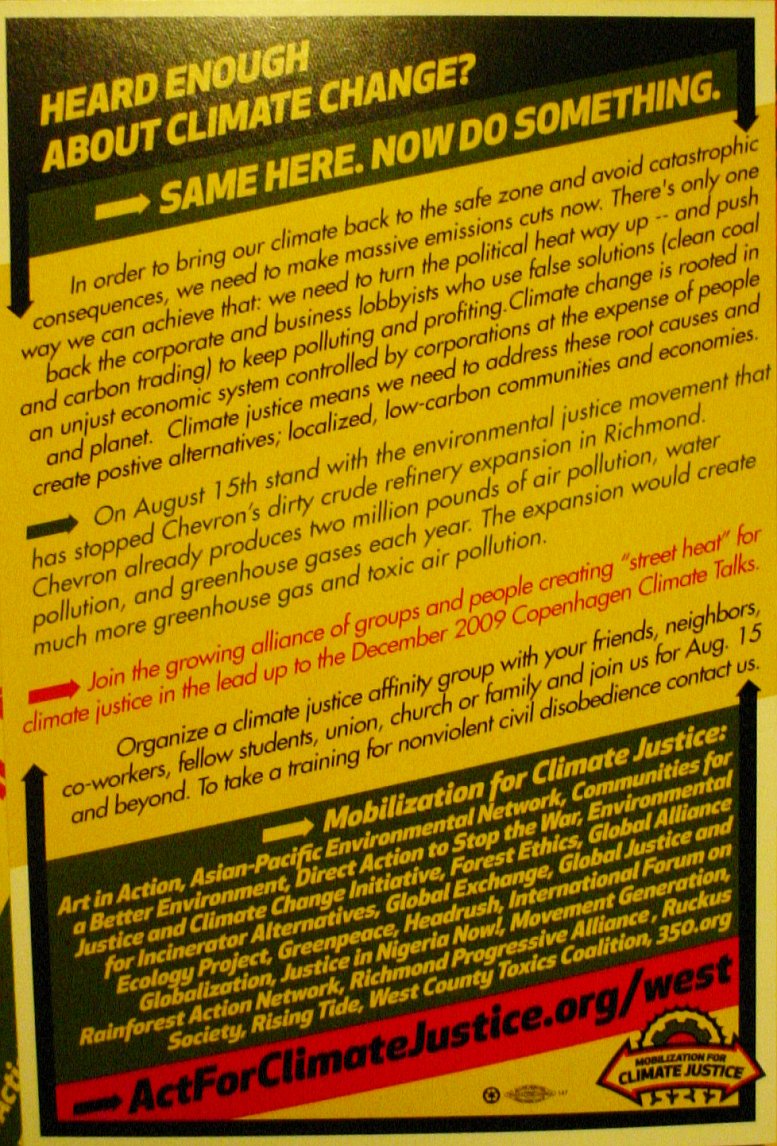 HEARD ENOUGH
ABOUT CLIMATE CHANGE?
SAME HERE. NOW DO SOMETHING.
In order to bring our climate back to the safe zone and avoid catastrophic
consequences, we need to make massive emissions cuts now. There's only one
way we can achieve that: we need to turn the political heat way up -- and push
back the corporate and business lobbyists who use false solutions (clean coal
and carbon trading) to keep polluting and profiting. Climate change is rooted in
an unjust economic system controlled by corporations at the expense of people
and planet. Climate justice means we need to address these root causes and
create postive alternatives; localized, low-carbon communities and economies.
On August 15th stand with the environmental justice movement that
has stopped Chevron's dirty crude refinery expansion in Richmond.
Chevron already produces two million pounds of air pollution, water
pollution, and greenhouse gases each year. The expansion would create
much more greenhouse gas and toxic air pollution.
Join the growing alliance of groups and people creating "street heat" for
climate justice in the lead up to the December 2009 Copenhagen Climate Talks.
Organize a climate justice affinity group with your friends, neighbors,
co-workers, fellow students, union, church or family and join us for Aug. 15
and beyond. To take a training for nonviolent civil disobedience contact us.
Mobilization for Climate Justice:
Art in Action, Asian-Pacific Environmental Network, Communities for
a Better Environment, Direct Action to Stop the War, Environmental
Justice and Climate Change Initiative, Forest Ethics, Global Alliance
for Incinerator Alternatives, Global Exchange, Global Justice and
Ecology Project, Greenpeace, Headrush, International Forum on
Globalization, Justice in Nigeria Now!, Movement Generation,
Rainforest Action Network, Richmond Progressive Alliance, Ruckus
Society, Rising Tide, West County Toxics Coalition, 350.org
ActForClimateJustice.org/west
MOBILIZATION FOR
CLIMATE JUSTICE